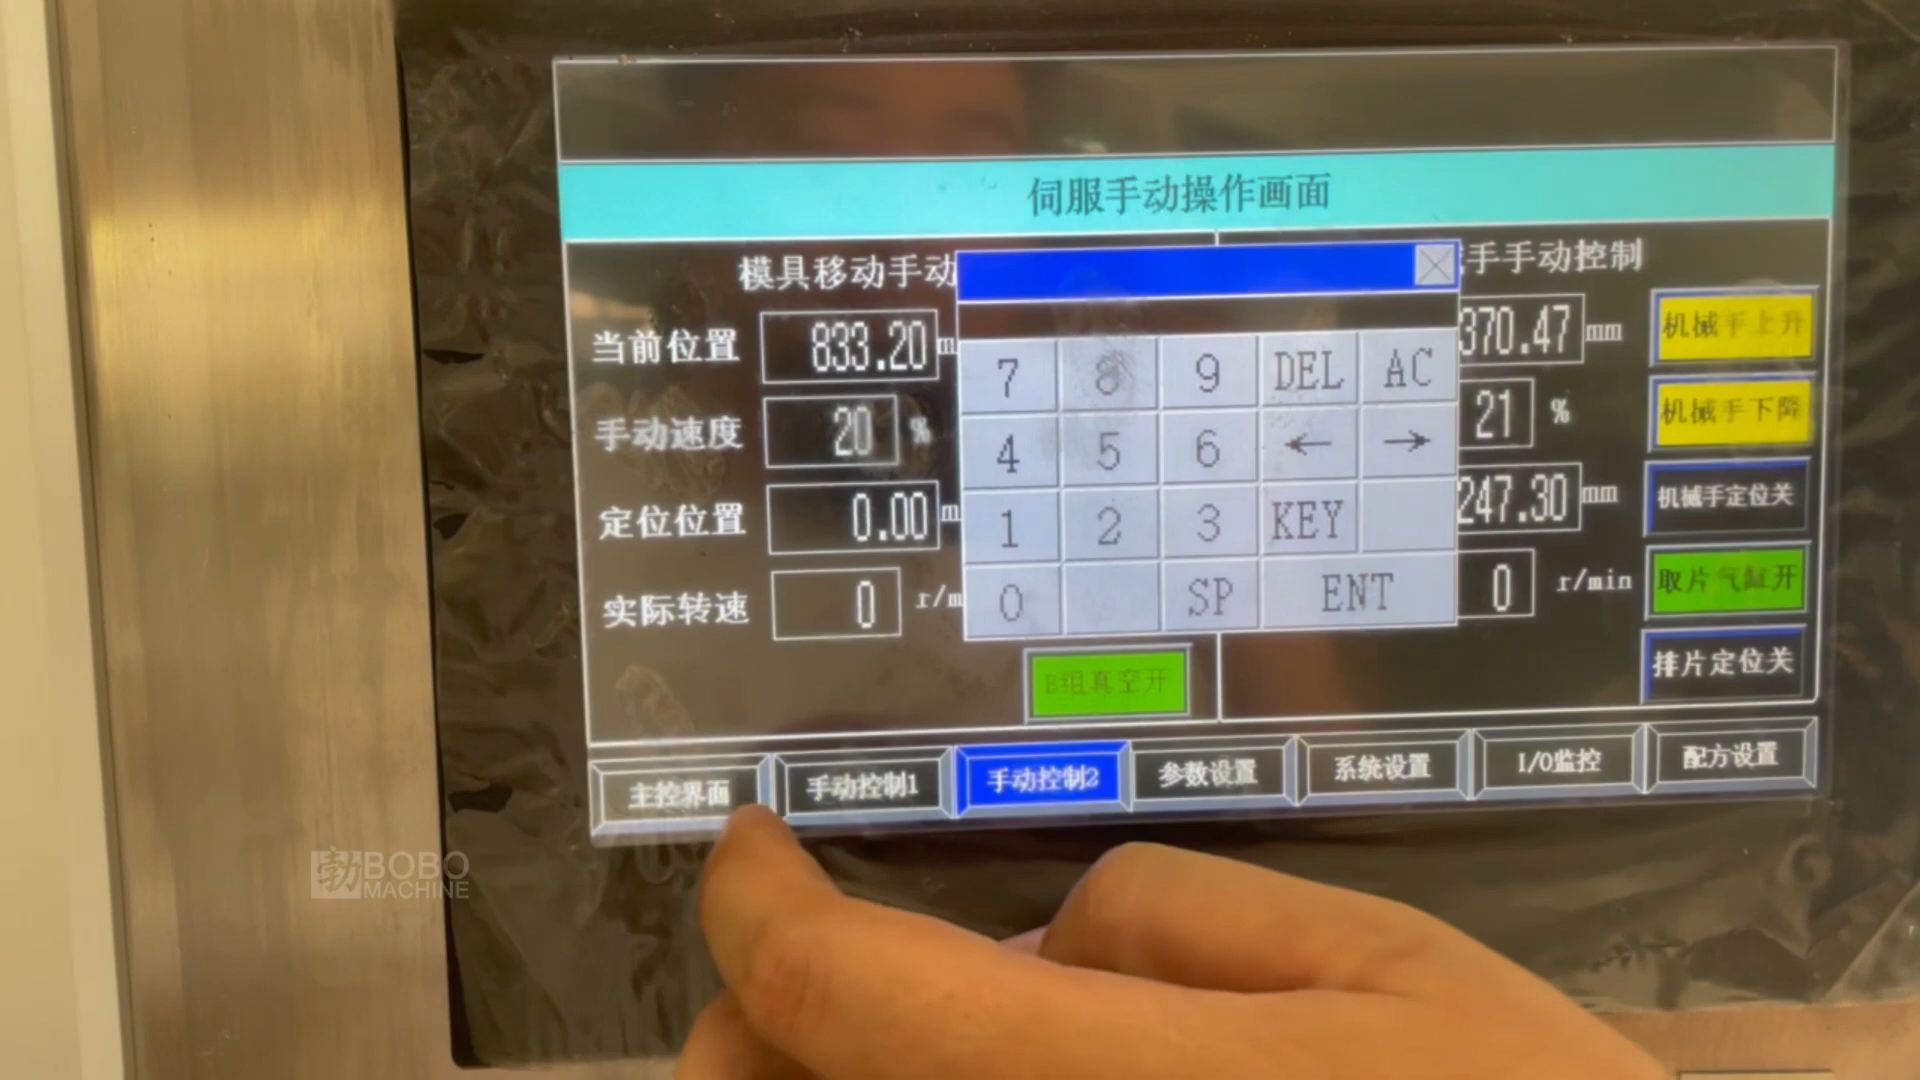 伺服手动操作画面
模具移动手动
手手动控制
当前位置 833.20 m
370.47 mm
机械手上升
手动速度 20 %
21 %
机械手下降
定位位置 0.00 m
247.30 mm
机械手定位关
实际转速 0 r/m
0 r/min
取片气缸开
排片定位关
7 8 9 DEL AC
4 5 6 ← →
1 2 3 KEY
0 SP ENT
B组真空开
主控界面 手动控制1 手动控制2 参数设置 系统设置 I/O监控 配方设置
勃 BOBO
MACHINE